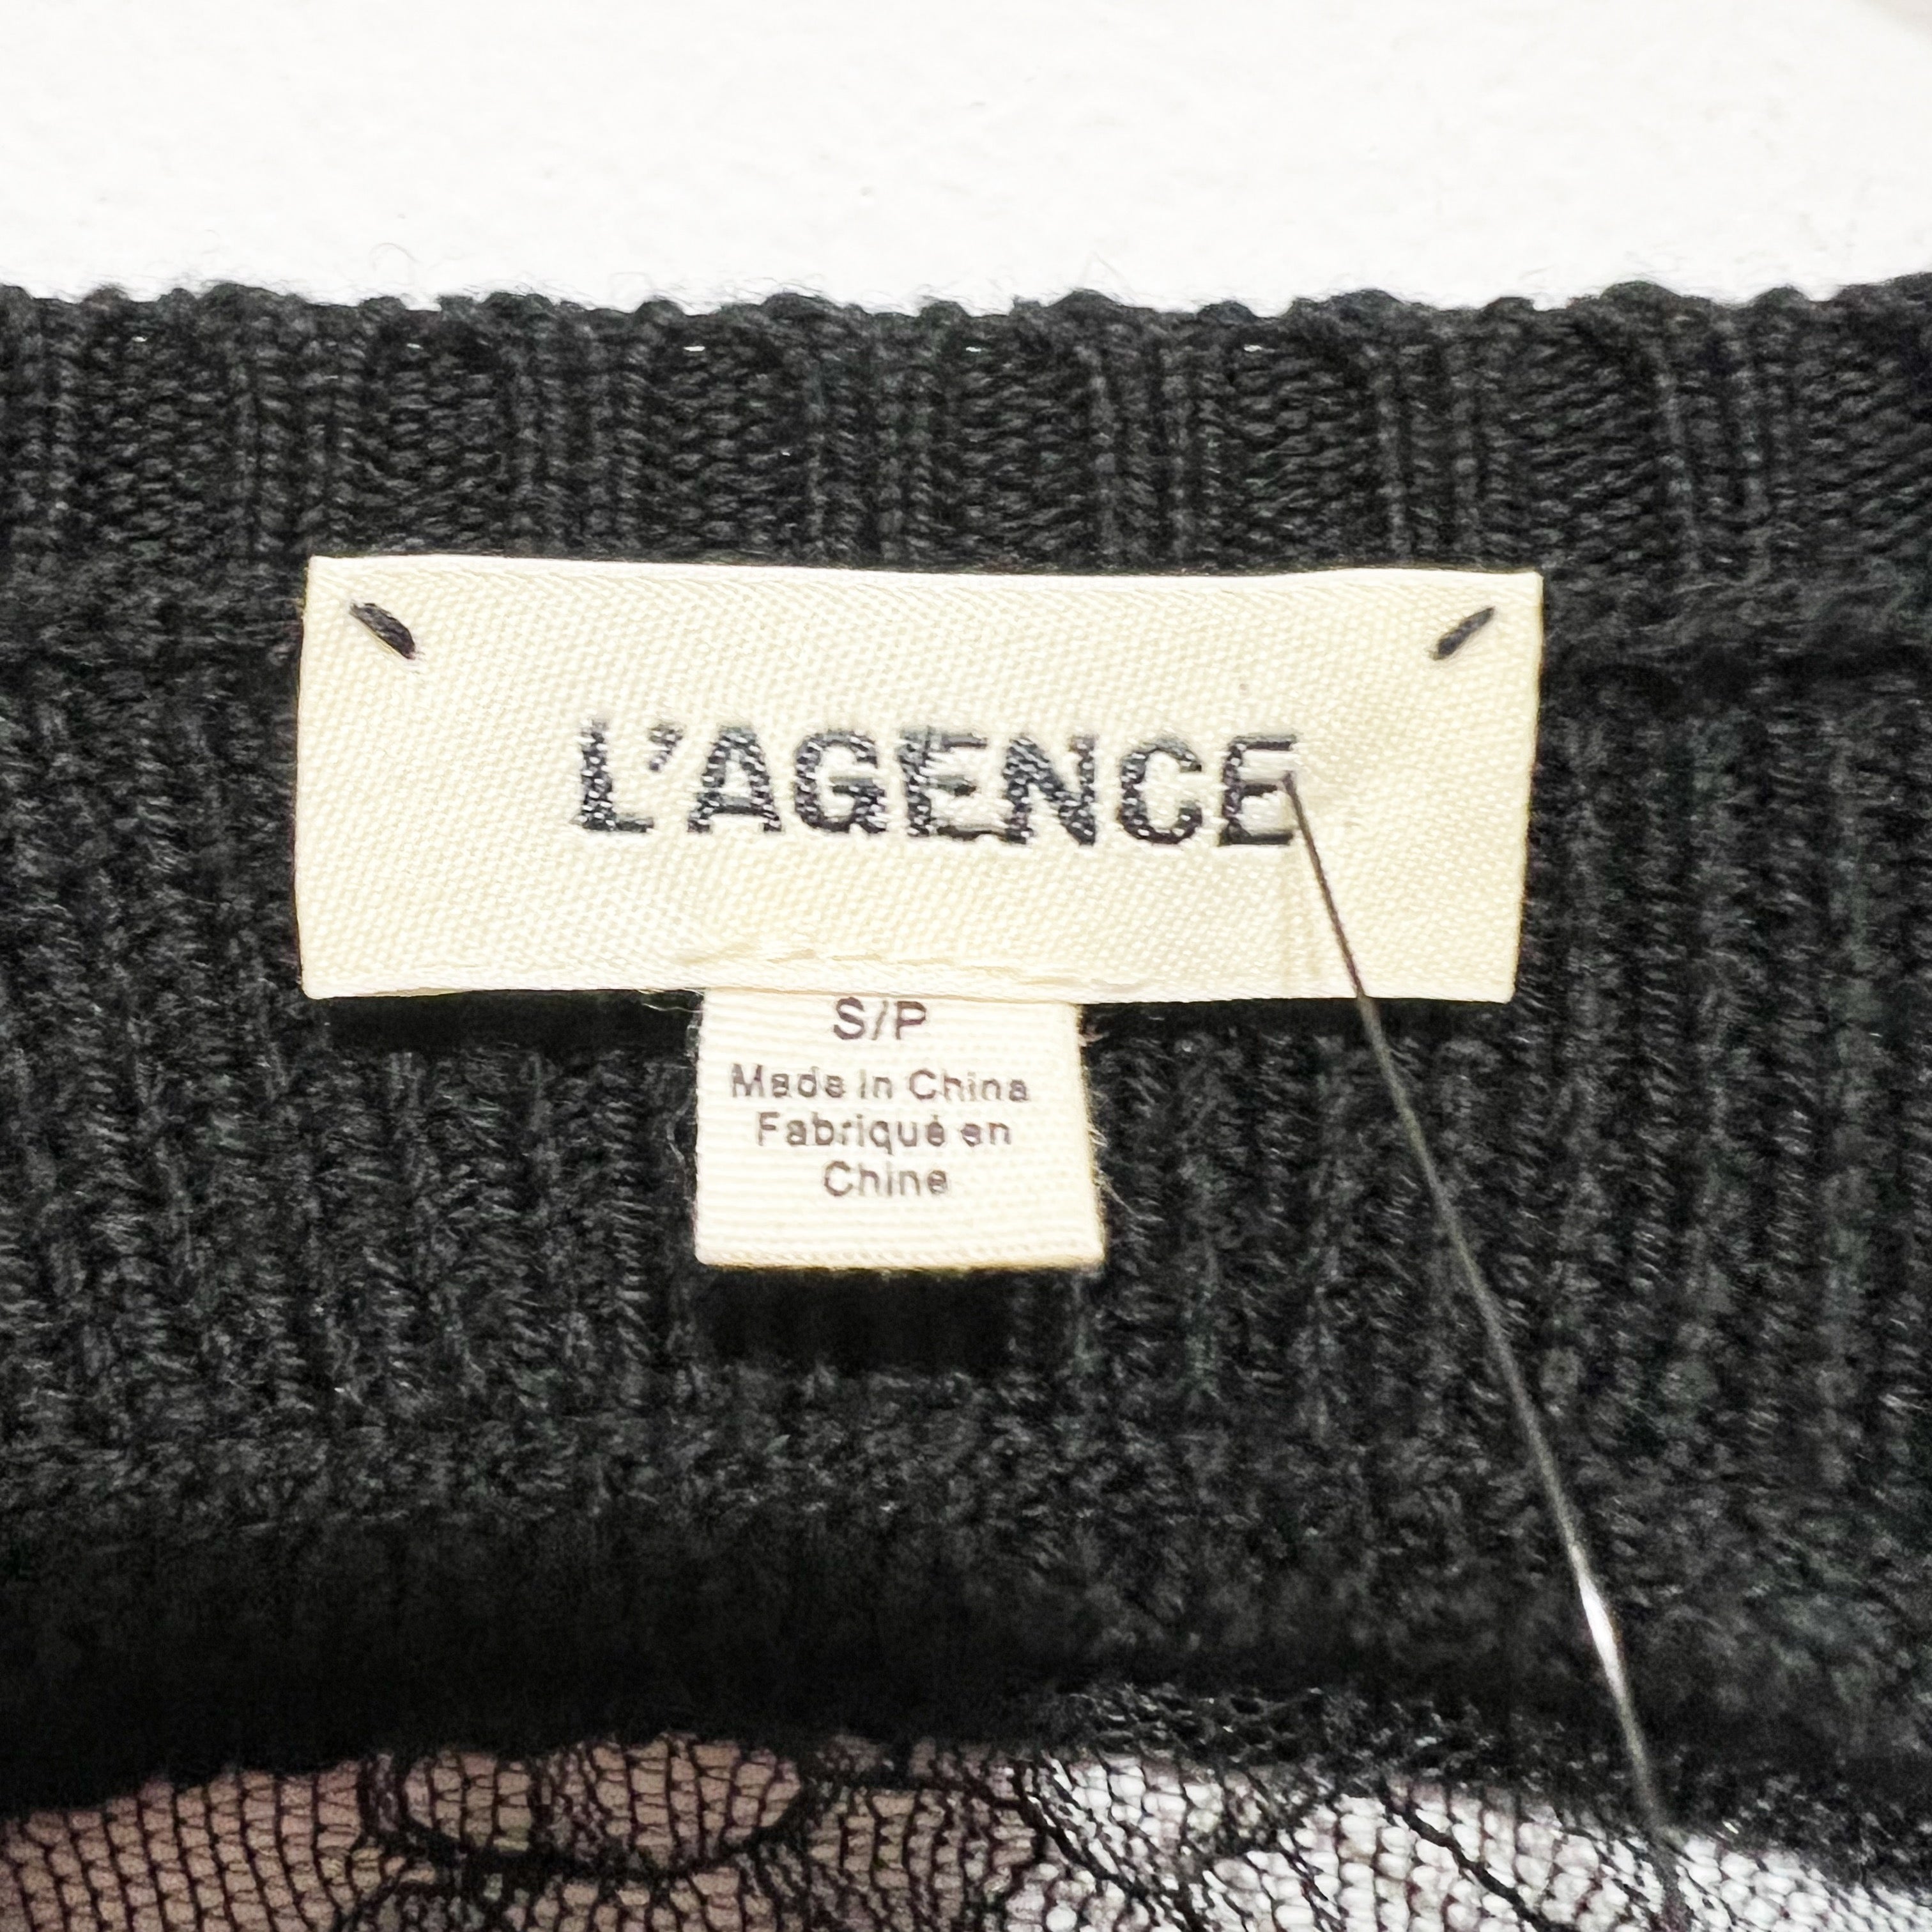 L'AGENCE
S/P
Made in China
Fabriqué en
Chine